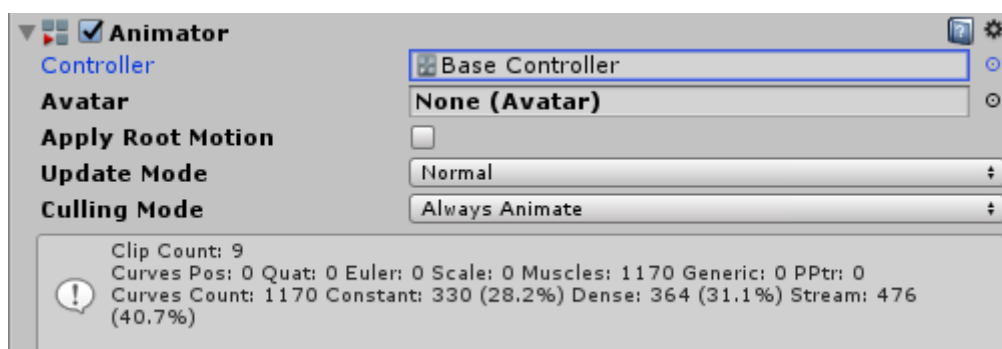 Animator
Controller Base Controller
Avatar None (Avatar)
Apply Root Motion
Update Mode Normal
Culling Mode Always Animate
Clip Count: 9
Curves Pos: 0 Quat: 0 Euler: 0 Scale: 0 Muscles: 1170 Generic: 0 PPtr: 0
Curves Count: 1170 Constant: 330 (28.2%) Dense: 364 (31.1%) Stream: 476
(40.7%)